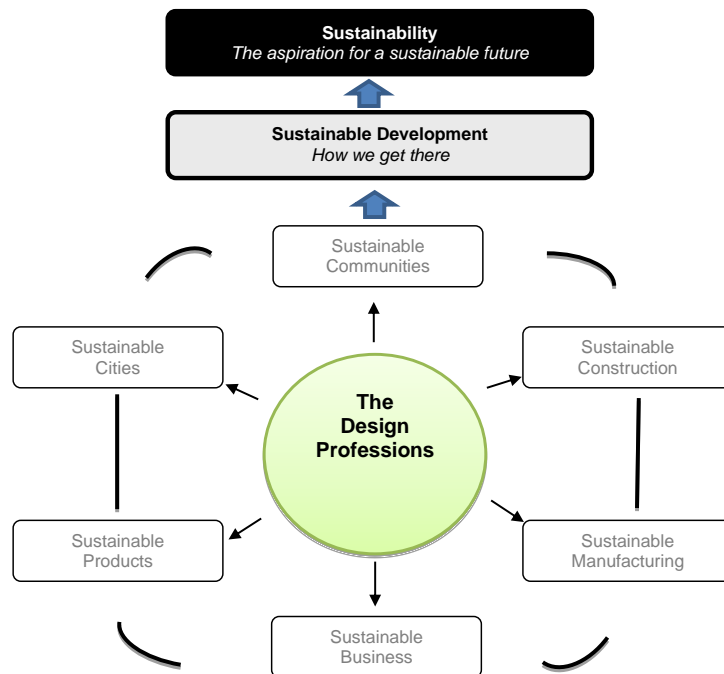 Sustainability
The aspiration for a sustainable future
Sustainable Development
How we get there
Sustainable
Communities
Sustainable
Cities
Sustainable
Construction
The
Design
Professions
Sustainable
Products
Sustainable
Manufacturing
Sustainable
Business